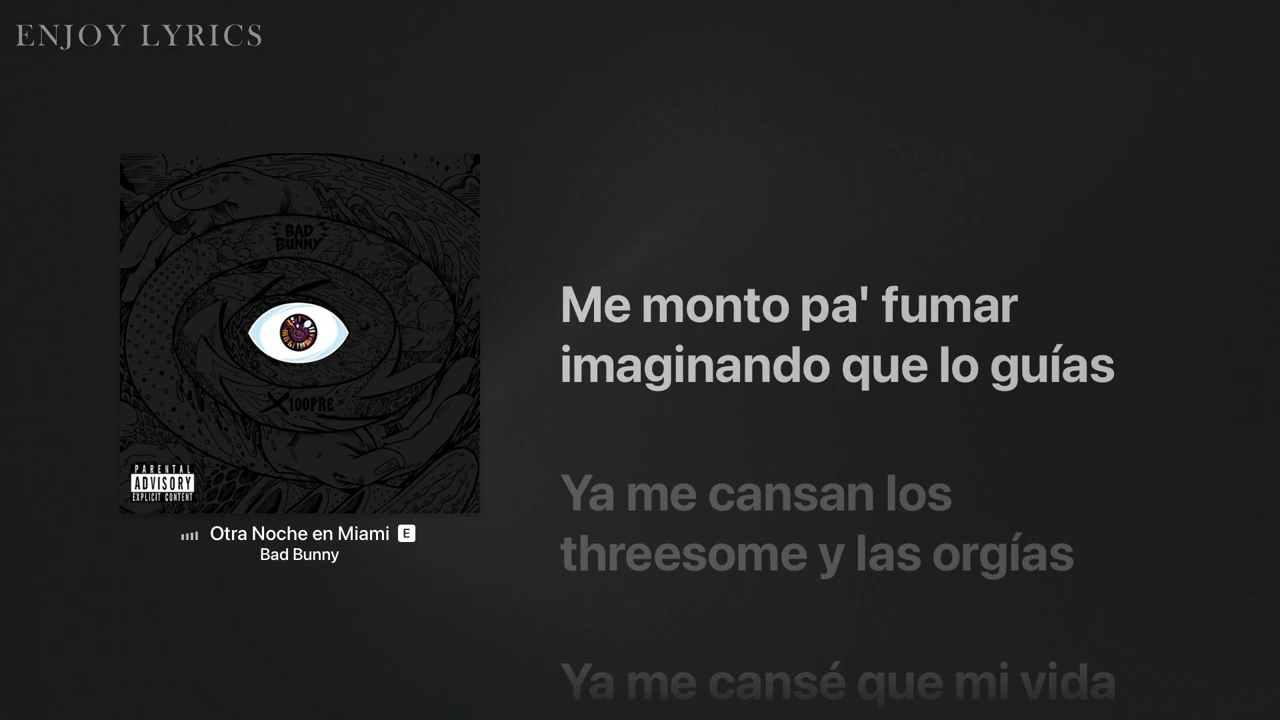 ENJOY LYRICS
BAD
BUNNY
X100PRE
PARENTAL
ADVISORY
EXPLICIT CONTENT
Otra Noche en Miami E
Bad Bunny
Me monto pa' fumar
imaginando que lo guías
Ya me cansan los
threesome y las orgías
Ya me cansé que mi vida